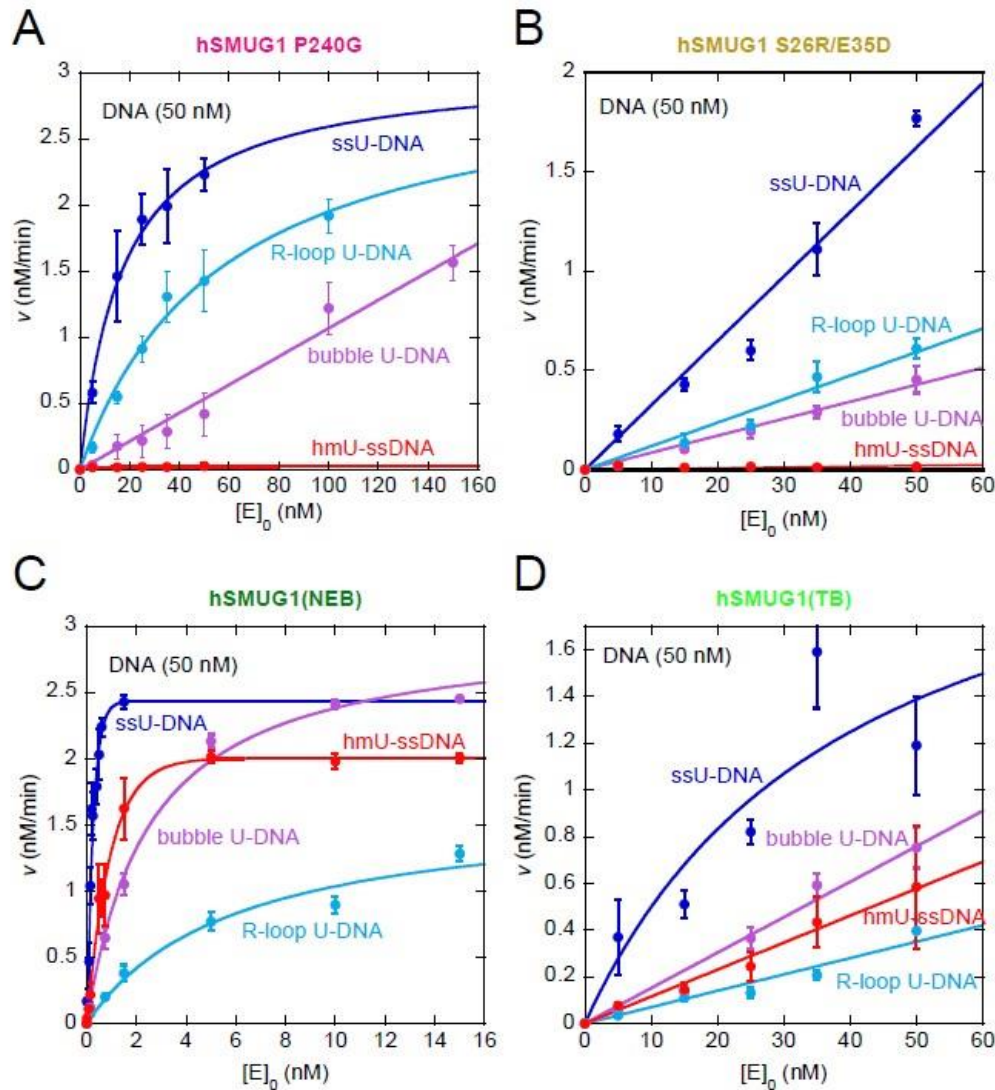 A
hSMUG1 P240G
3
DNA (50 nM)
2.5
ssU-DNA
2
R-loop U-DNA
1.5
v (nM/min)
1
bubble U-DNA
0.5
hmU-ssDNA
0
0 20 40 60 80 100 120 140 160
[E]0 (nM)
B
hSMUG1 S26R/E35D
2
DNA (50 nM)
1.5
ssU-DNA
v (nM/min)
1
R-loop U-DNA
0.5
bubble U-DNA
hmU-ssDNA
0
0 10 20 30 40 50 60
[E]0 (nM)
C
hSMUG1(NEB)
3
DNA (50 nM)
2.5
ssU-DNA
2
hmU-ssDNA
1.5
v (nM/min)
bubble U-DNA
1
R-loop U-DNA
0.5
0
0 2 4 6 8 10 12 14 16
[E]0 (nM)
D
hSMUG1(TB)
1.6
DNA (50 nM)
1.4
1.2
ssU-DNA
1
v (nM/min)
0.8
bubble U-DNA
0.6
hmU-ssDNA
0.4
0.2
R-loop U-DNA
0
0 10 20 30 40 50 60
[E]0 (nM)